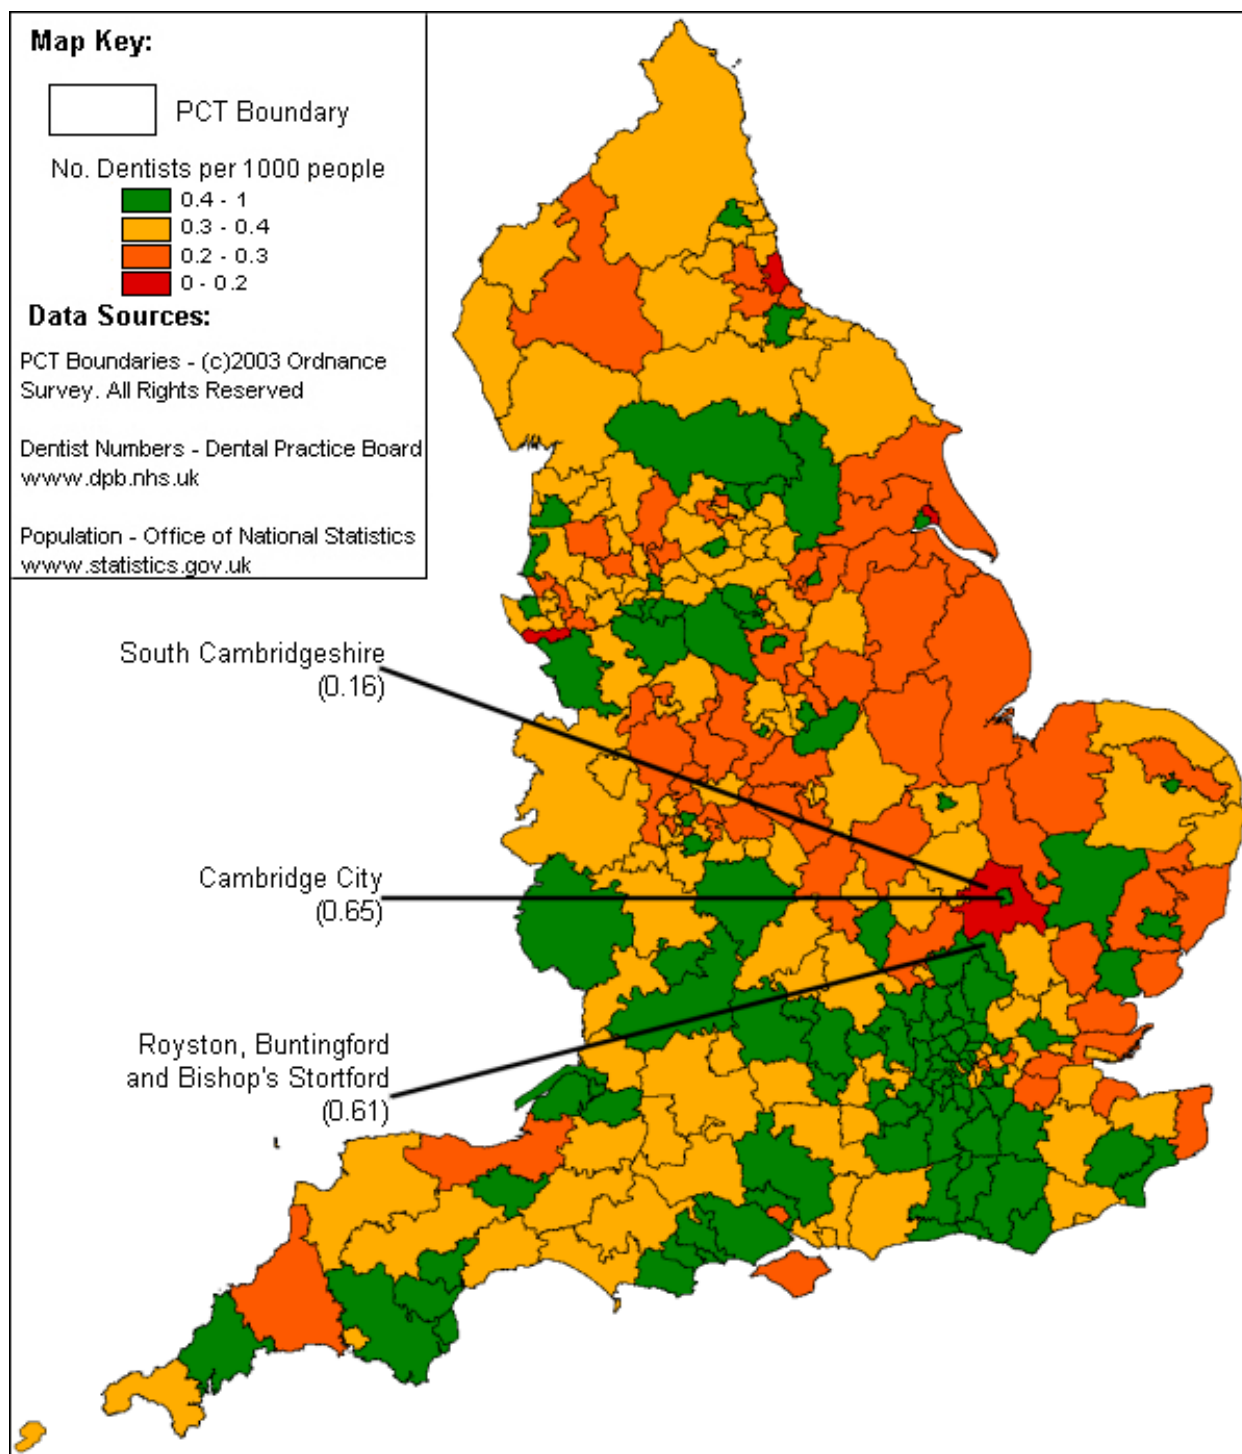 Map Key:
PCT Boundary
No. Dentists per 1000 people
0.4 - 1
0.3 - 0.4
0.2 - 0.3
0 - 0.2
Data Sources:
PCT Boundaries - (c)2003 Ordnance
Survey. All Rights Reserved
Dentist Numbers - Dental Practice Board
www.dpb.nhs.uk
Population - Office of National Statistics
www.statistics.gov.uk
South Cambridgeshire
(0.16)
Cambridge City
(0.65)
Royston, Buntingford
and Bishop's Stortford
(0.61)